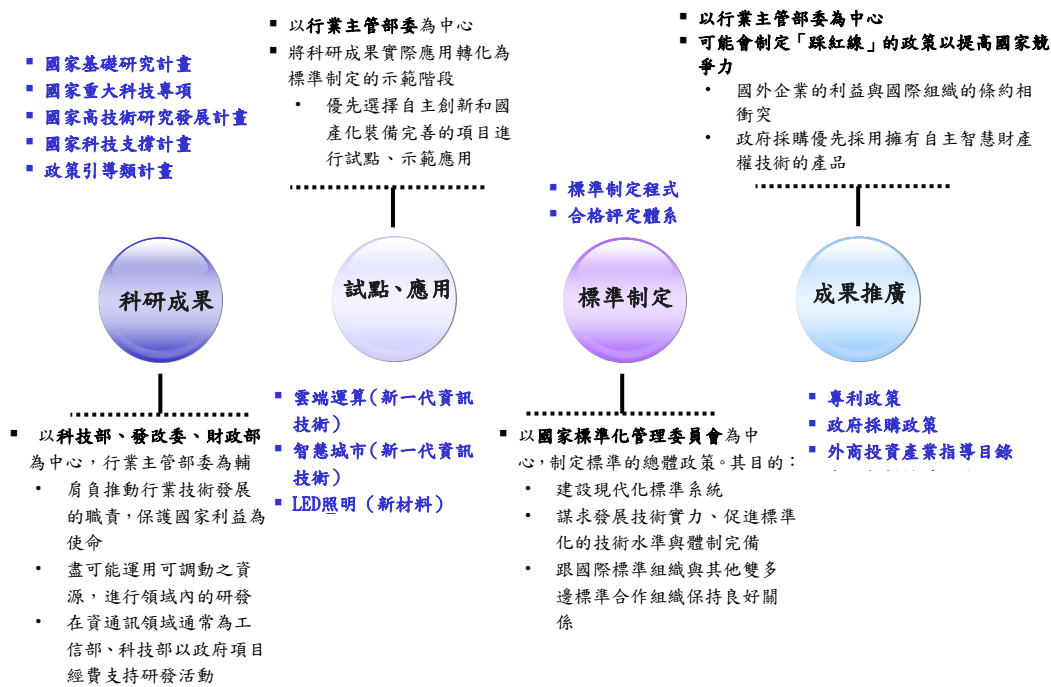 ▪ 國家基礎研究計畫
▪ 國家重大科技專項
▪ 國家高技術研究發展計畫
▪ 國家科技支撐計畫
▪ 政策引導類計畫
科研成果
▪ 以科技部、發改委、財政部
為中心，行業主管部委為輔
• 肩負推動行業技術發展
的職責，保護國家利益為
使命
• 盡可能運用可調動之資
源，進行領域內的研發
• 在資通訊領域通常為工
信部、科技部以政府項目
經費支持研發活動
▪ 以行業主管部委為中心
▪ 將科研成果實際應用轉化為
標準制定的示範階段
• 優先選擇自主創新和國
產化裝備完善的項目進
行試點、示範應用
試點、應用
▪ 雲端運算(新一代資訊
技術)
▪ 智慧城市(新一代資訊
技術)
▪ LED照明（新材料）
▪ 標準制定程式
▪ 合格評定體系
標準制定
▪ 以國家標準化管理委員會為中
心，制定標準的總體政策。其目的：
• 建設現代化標準系統
• 謀求發展技術實力、促進標準
化的技術水準與體制完備
• 跟國際標準組織與其他雙多
邊標準合作組織保持良好關
係
▪ 以行業主管部委為中心
▪ 可能會制定「踩紅線」的政策以提高國家競
爭力
• 國外企業的利益與國際組織的條約相
衝突
• 政府採購優先採用擁有自主智慧財產
權技術的產品
成果推廣
▪ 專利政策
▪ 政府採購政策
▪ 外商投資產業指導目錄